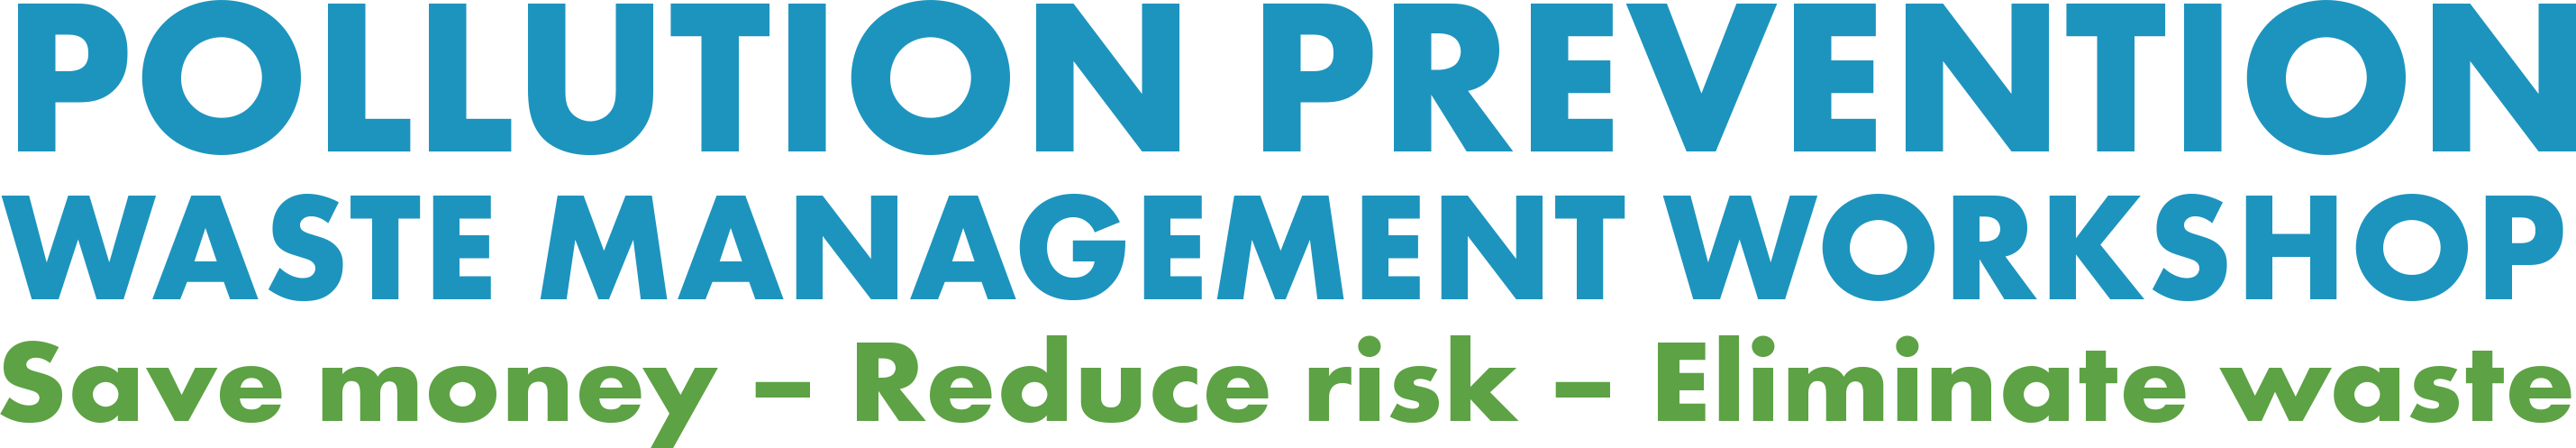 POLLUTION PREVENTION
WASTE MANAGEMENT WORKSHOP
Save money – Reduce risk – Eliminate waste